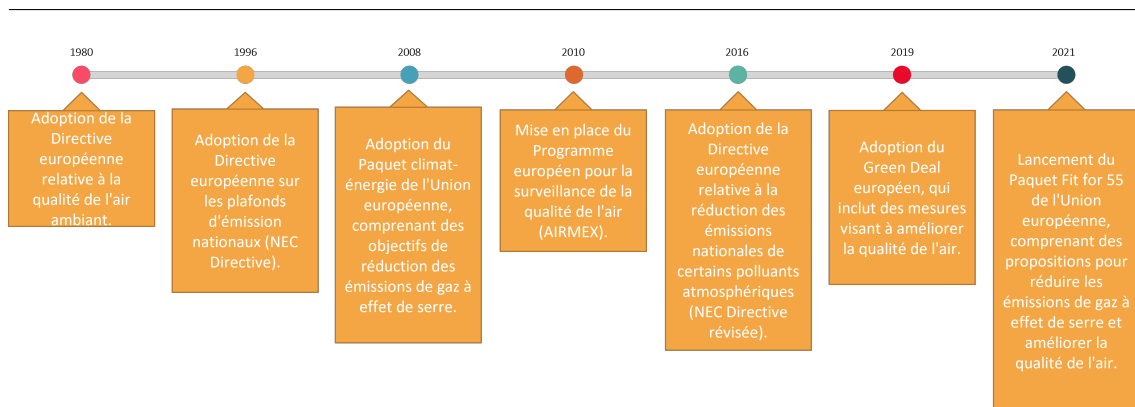 1980
1996
2008
2010
2016
2019
2021
Adoption de la
Directive
européenne
relative à la
qualité de l'air
ambiant.
Adoption de la
Directive
européenne sur
les plafonds
d'émission
nationaux (NEC
Directive).
Adoption du
Paquet climat-
énergie de l'Union
européenne,
comprenant des
objectifs de
réduction des
émissions de gaz à
effet de serre.
Mise en place du
Programme
européen pour la
surveillance de la
qualité de l'air
(AIRMEX).
Adoption de la
Directive
européenne
relative à la
réduction des
émissions
nationales de
certains polluants
atmosphériques
(NEC Directive
révisée).
Adoption du
Green Deal
européen, qui
inclut des mesures
visant à améliorer
la qualité de l'air.
Lancement du
Paquet Fit for 55
de l'Union
européenne,
comprenant des
propositions pour
réduire les
émissions de gaz à
effet de serre et
améliorer la
qualité de l'air.